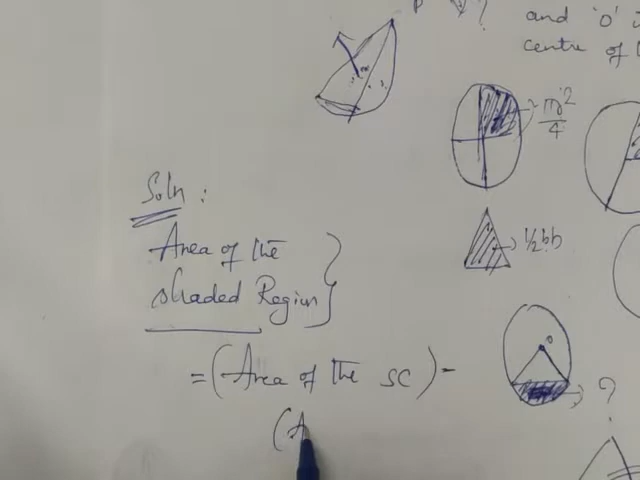 ?
and 'O' i
centre of
πr²/4
Soln :
Area of the
shaded Region
½bh
o
= (Area of the SC) -
?
(A